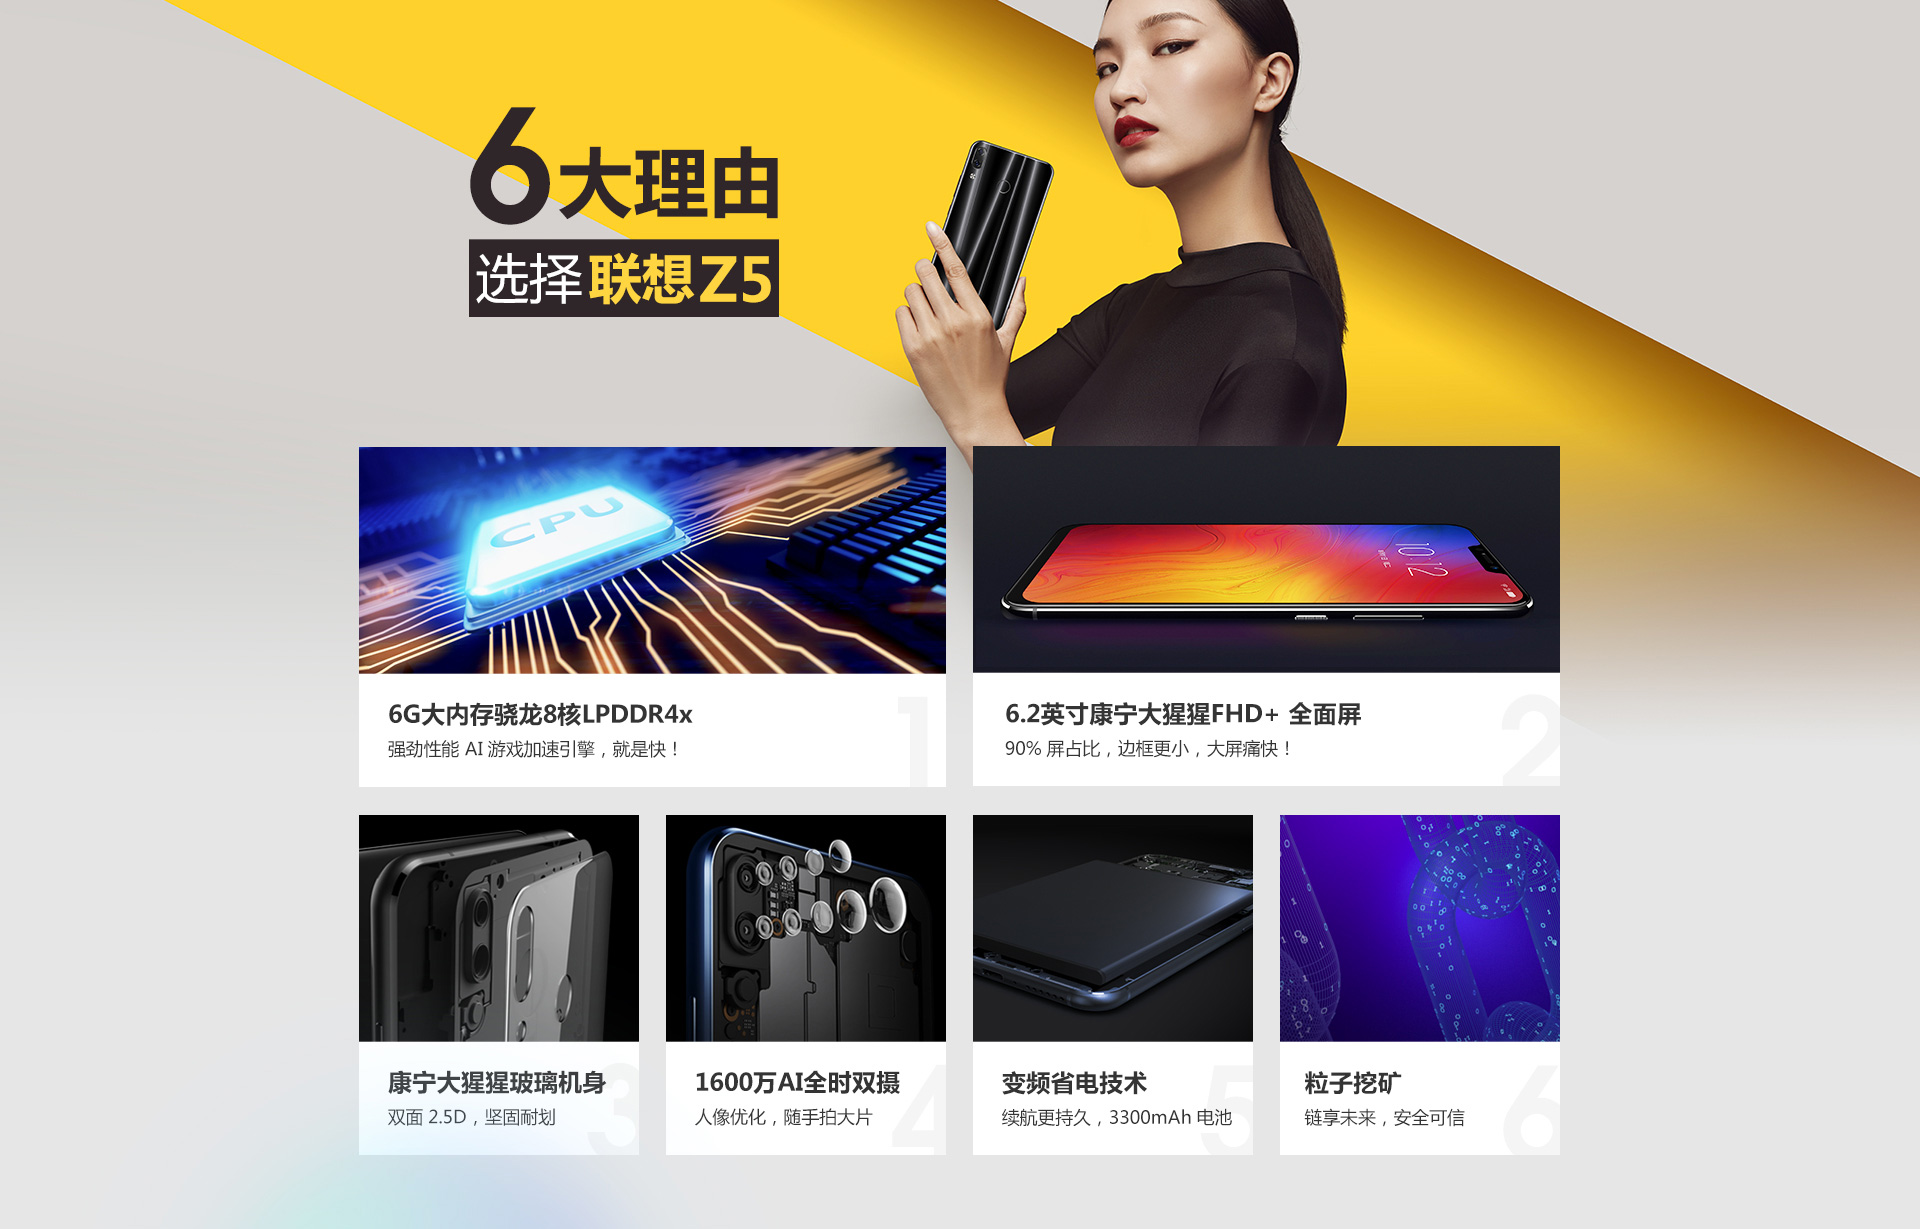 6大理由
选择联想Z5
CPU
10:12
6G大内存骁龙8核LPDDR4x
强劲性能 AI 游戏加速引擎，就是快！
1
6.2英寸康宁大猩猩FHD+ 全面屏
90% 屏占比，边框更小，大屏痛快！
2
康宁大猩猩玻璃机身
双面 2.5D，坚固耐划
3
1600万AI全时双摄
人像优化，随手拍大片
4
变频省电技术
续航更持久，3300mAh 电池
5
粒子挖矿
链享未来，安全可信
6